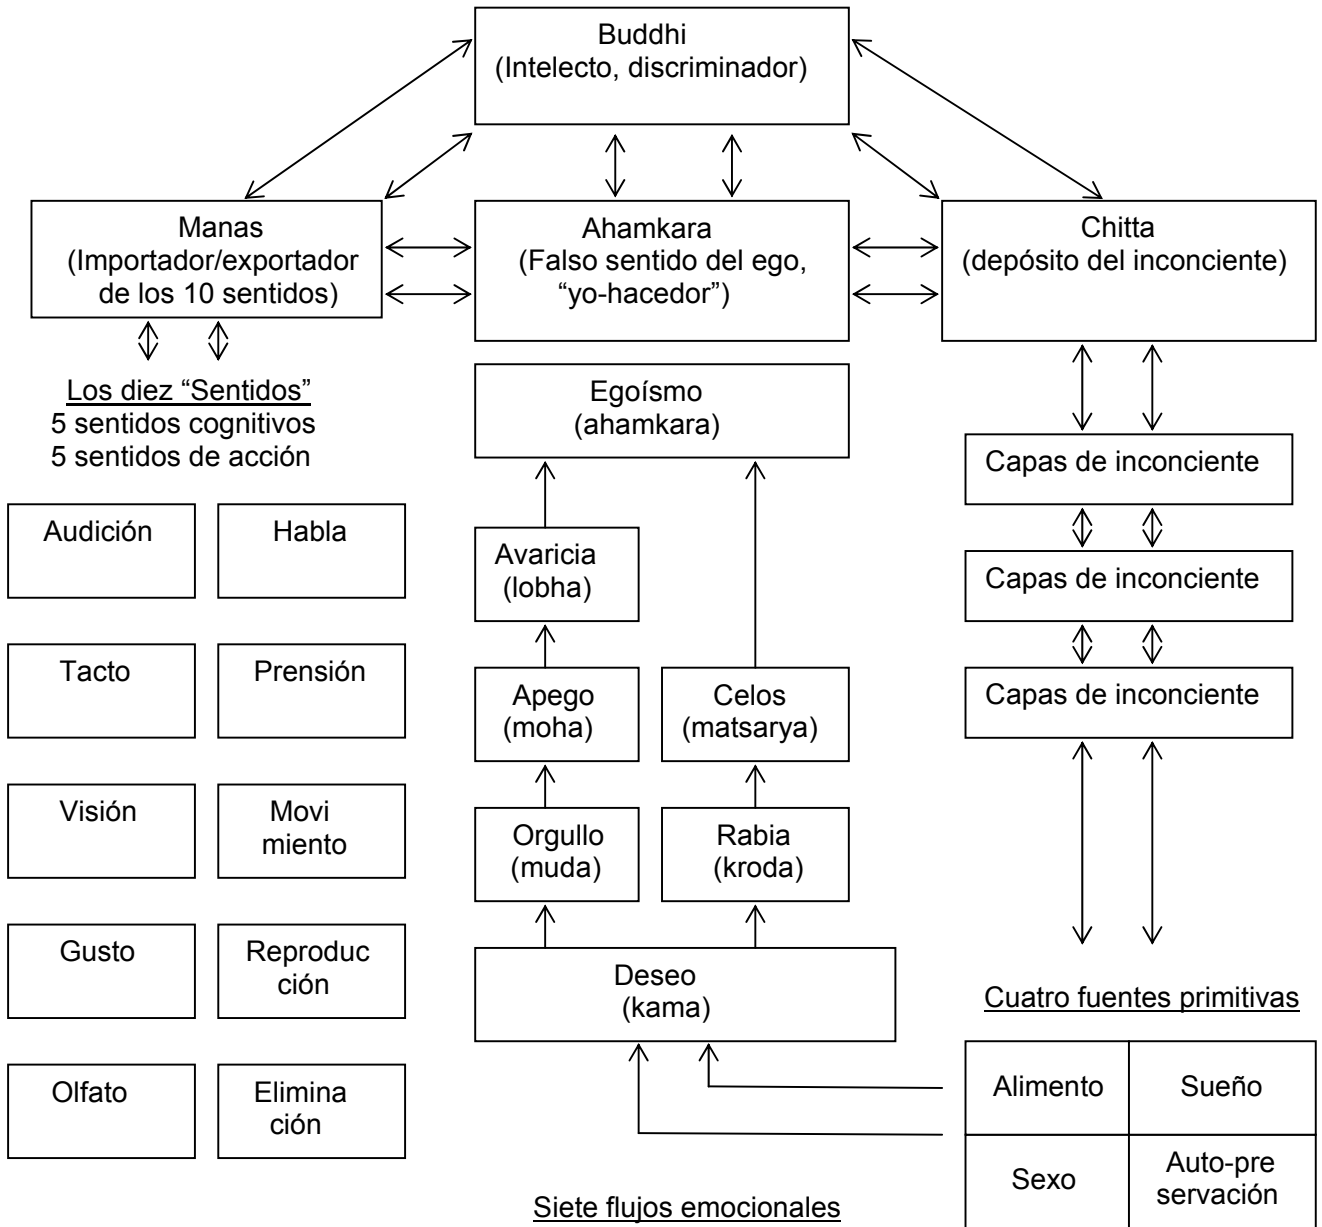 Buddhi
(Intelecto, discriminador)
Manas
(Importador/exportador
de los 10 sentidos)
Ahamkara
(Falso sentido del ego,
“yo-hacedor”)
Chitta
(depósito del inconciente)
Los diez “Sentidos”
5 sentidos cognitivos
5 sentidos de acción
Audición
Habla
Tacto
Prensión
Visión
Movi
miento
Gusto
Reproduc
ción
Olfato
Elimina
ción
Egoísmo
(ahamkara)
Avaricia
(lobha)
Apego
(moha)
Celos
(matsarya)
Orgullo
(muda)
Rabia
(kroda)
Deseo
(kama)
Siete flujos emocionales
Capas de inconciente
Capas de inconciente
Capas de inconciente
Cuatro fuentes primitivas
Alimento
Sueño
Sexo
Auto-pre
servación